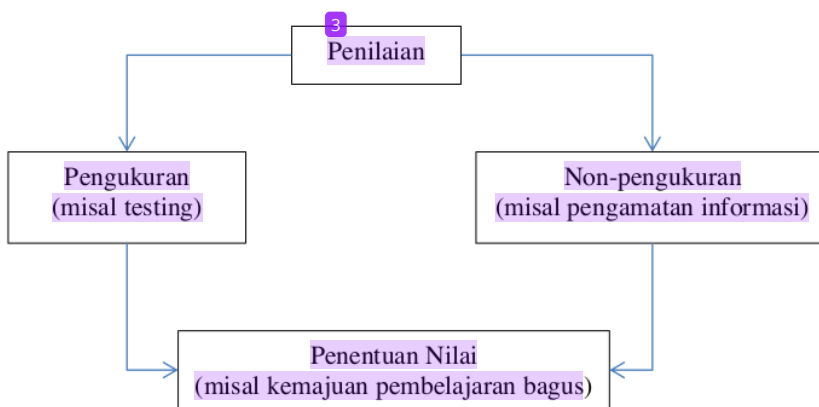 3
Penilaian
Pengukuran
(misal testing)
Non-pengukuran
(misal pengamatan informasi)
Penentuan Nilai
(misal kemajuan pembelajaran bagus)